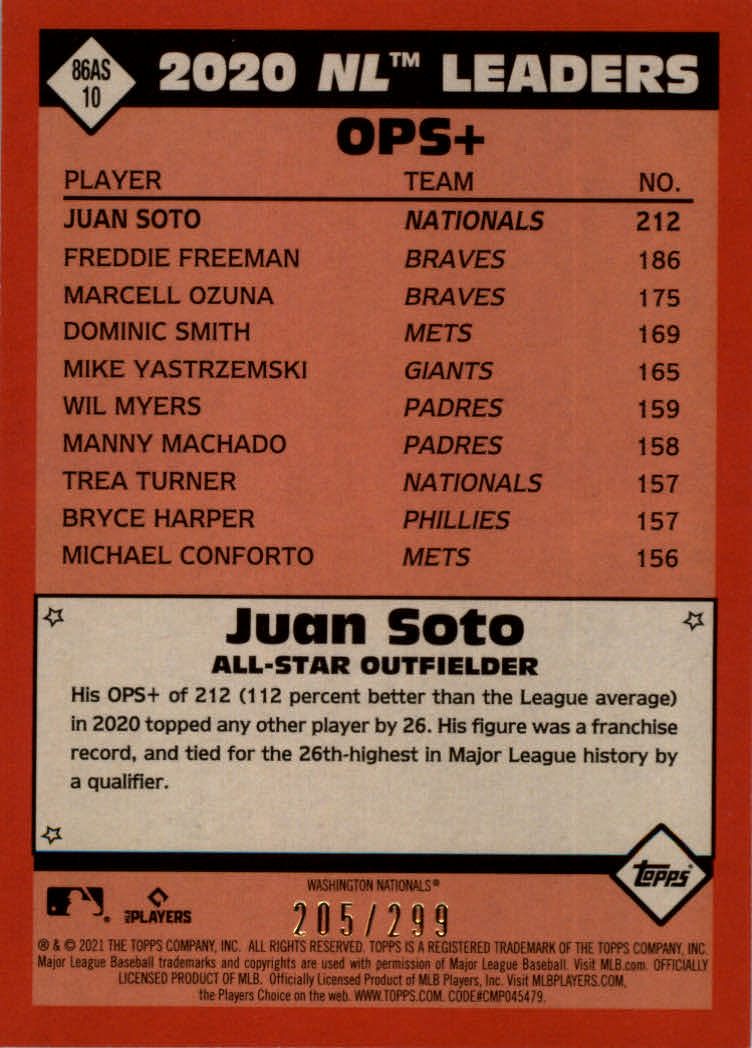 86AS
10
2020 NL™ LEADERS
OPS+
PLAYER TEAM NO.
JUAN SOTO NATIONALS 212
FREDDIE FREEMAN BRAVES 186
MARCELL OZUNA BRAVES 175
DOMINIC SMITH METS 169
MIKE YASTRZEMSKI GIANTS 165
WIL MYERS PADRES 159
MANNY MACHADO PADRES 158
TREA TURNER NATIONALS 157
BRYCE HARPER PHILLIES 157
MICHAEL CONFORTO METS 156
Juan Soto
ALL-STAR OUTFIELDER
His OPS+ of 212 (112 percent better than the League average)
in 2020 topped any other player by 26. His figure was a franchise
record, and tied for the 26th-highest in Major League history by
a qualifier.
Topps
WASHINGTON NATIONALS®
MLB PLAYERS
205/299
® & © 2021 THE TOPPS COMPANY, INC. ALL RIGHTS RESERVED. TOPPS IS A REGISTERED TRADEMARK OF THE TOPPS COMPANY, INC.
Major League Baseball trademarks and copyrights are used with permission of Major League Baseball. Visit MLB.com. OFFICIALLY
LICENSED PRODUCT OF MLB. Officially Licensed Product of MLB Players, Inc. Visit MLBPLAYERS.COM,
the Players Choice on the web. WWW.TOPPS.COM. CODE#CMP045479.